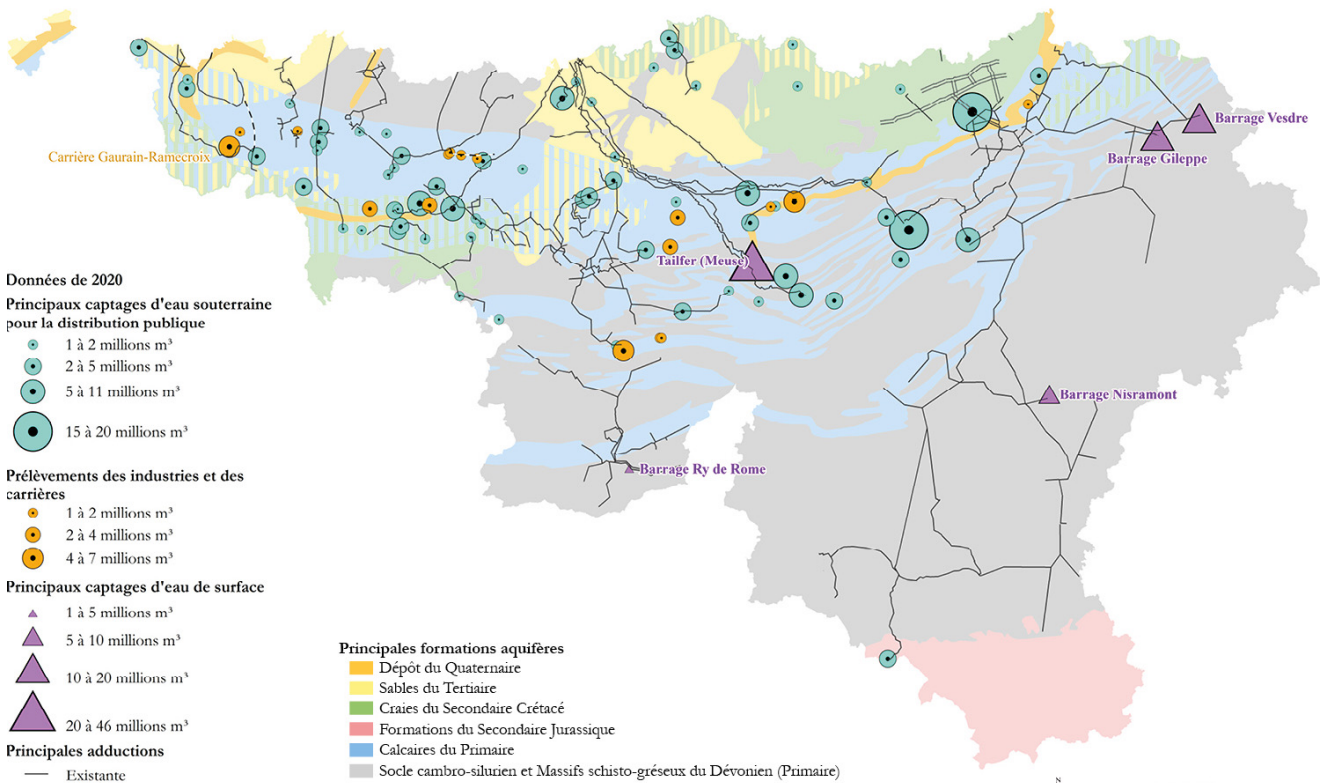 Carrière Gaurain-Ramecroix
Barrage Vesdre
Barrage Gileppe
Tailfer (Meuse)
Barrage Nisramont
Barrage Ry de Rome
Données de 2020
Principaux captages d'eau souterraine
pour la distribution publique
1 à 2 millions m³
2 à 5 millions m³
5 à 11 millions m³
15 à 20 millions m³
Prélèvements des industries et des
carrières
1 à 2 millions m³
2 à 4 millions m³
4 à 7 millions m³
Principaux captages d'eau de surface
1 à 5 millions m³
5 à 10 millions m³
10 à 20 millions m³
20 à 46 millions m³
Principales adductions
Existante
Principales formations aquifères
Dépôt du Quaternaire
Sables du Tertiaire
Craies du Secondaire Crétacé
Formations du Secondaire Jurassique
Calcaires du Primaire
Socle cambro-silurien et Massifs schisto-gréseux du Dévonien (Primaire)
N